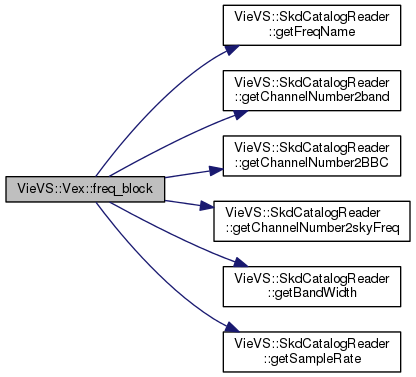 VieVS::SkdCatalogReader
::getFreqName
VieVS::SkdCatalogReader
::getChannelNumber2band
VieVS::SkdCatalogReader
::getChannelNumber2BBC
VieVS::Vex::freq_block
VieVS::SkdCatalogReader
::getChannelNumber2skyFreq
VieVS::SkdCatalogReader
::getBandWidth
VieVS::SkdCatalogReader
::getSampleRate